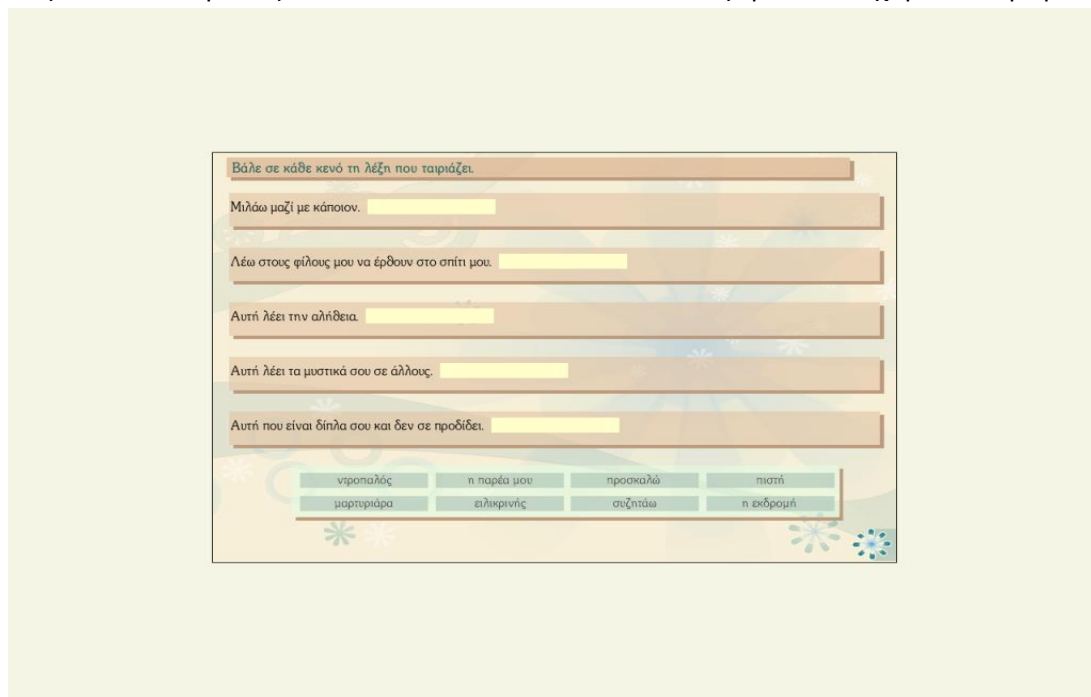 Βάλε σε κάθε κενό τη λέξη που ταιριάζει.
Μιλάω μαζί με κάποιον.
Λέω στους φίλους μου να έρθουν στο σπίτι μου.
Αυτή λέει την αλήθεια.
Αυτή λέει τα μυστικά σου σε άλλους.
Αυτή που είναι δίπλα σου και δεν σε προδίδει.
ντροπαλός η παρέα μου προσκαλώ πιστή
μαρτυριάρα ειλικρινής συζητάω η εκδρομή